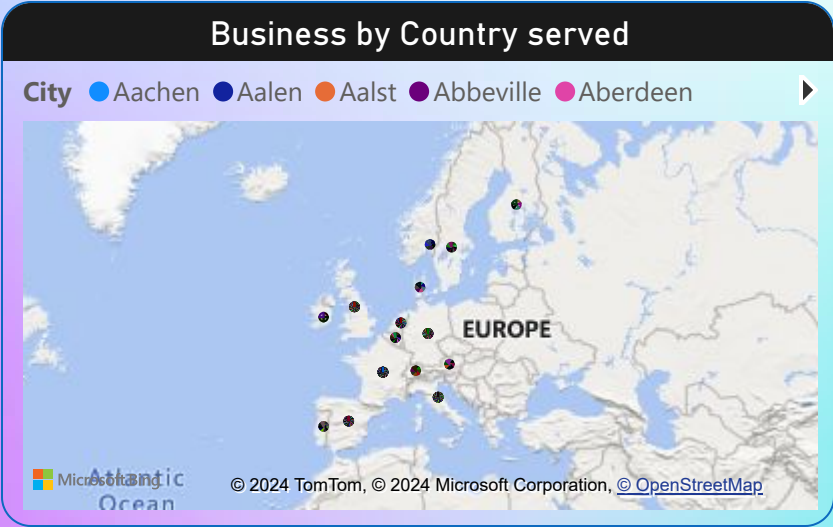 Business by Country served
City Aachen Aalen Aalst Abbeville Aberdeen
EUROPE
Microsoft Bing
Atlantic
Ocean
© 2024 TomTom, © 2024 Microsoft Corporation, © OpenStreetMap